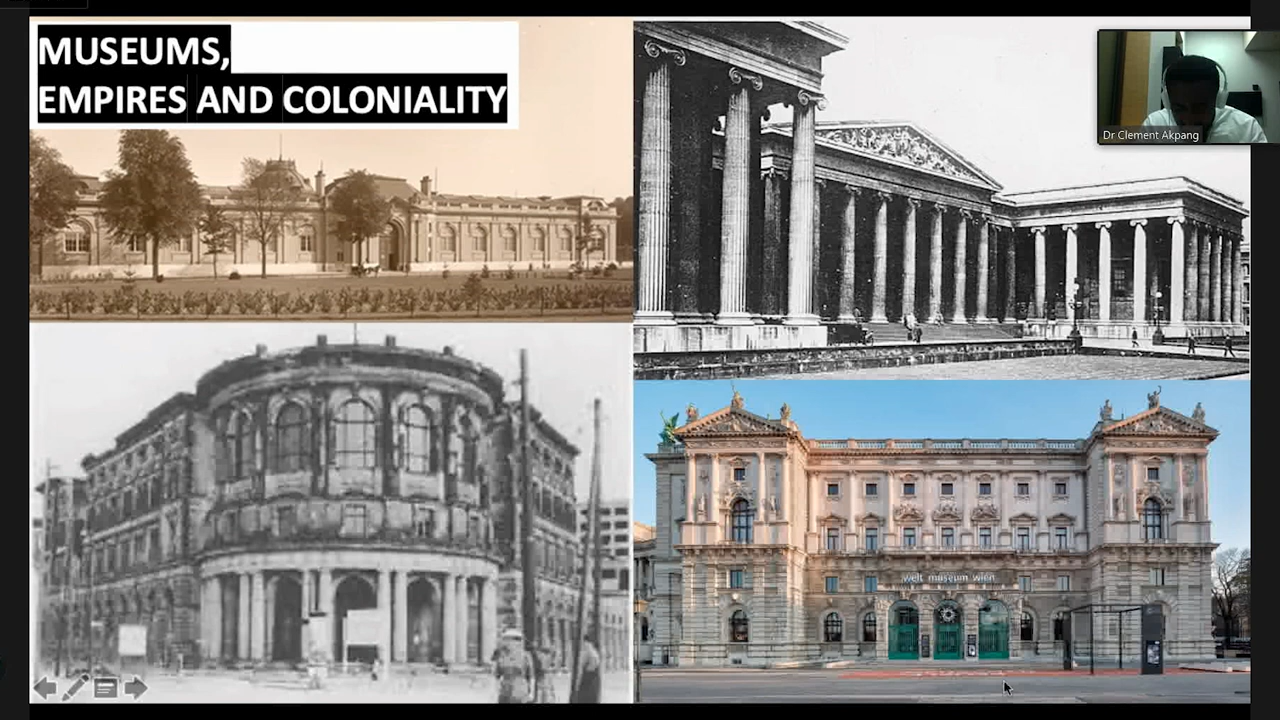 MUSEUMS,
EMPIRES AND COLONIALITY
Dr Clement Akpang
welt museum wien